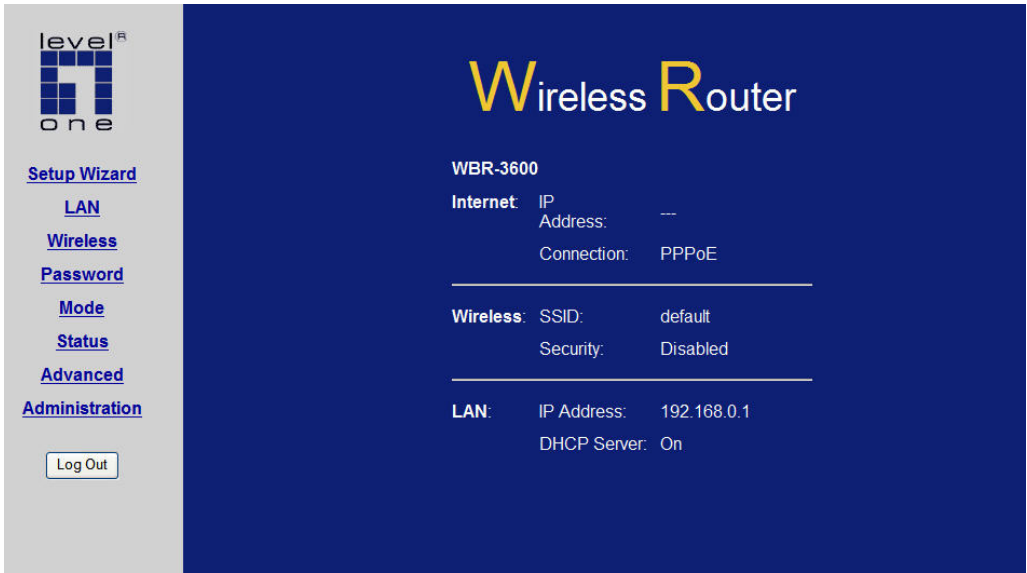 level®
one
Setup Wizard
LAN
Wireless
Password
Mode
Status
Advanced
Administration
Log Out
Wireless Router
WBR-3600
Internet: IP Address: ---
Connection: PPPoE
Wireless: SSID: default
Security: Disabled
LAN: IP Address: 192.168.0.1
DHCP Server: On